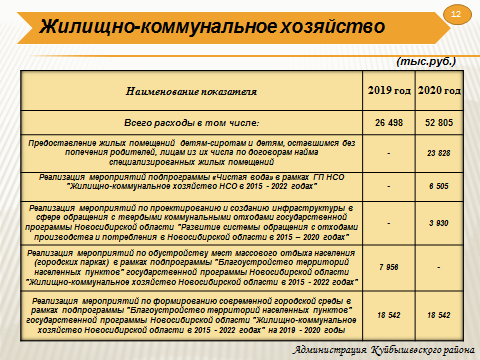 12
Жилищно-коммунальное хозяйство
(тыс.руб.)
Наименование показателя 2019 год 2020 год
Всего расходы в том числе: 26 498 52 805
Предоставление жилых помещений детям-сиротам и детям, оставшимся без
попечения родителей, лицам из их числа по договорам найма
специализированных жилых помещений
- 23 828
Реализация мероприятий подпрограммы «Чистая вода» в рамках ГП НСО
"Жилищно-коммунальное хозяйство НСО в 2015 - 2022 годах"
- 6 505
Реализация мероприятий по проектированию и созданию инфраструктуры в
сфере обращения с твердыми коммунальными отходами государственной
программы Новосибирской области "Развитие системы обращения с отходами
производства и потребления в Новосибирской области в 2015 – 2020 годах"
- 3 930
Реализация мероприятий по обустройству мест массового отдыха населения
(городских парках) в рамках подпрограммы "Благоустройство территорий
населенных пунктов" государственной программы Новосибирской области
"Жилищно-коммунальное хозяйство Новосибирской области в 2015 - 2022 годах"
7 956 -
Реализация мероприятий по формированию современной городской среды в
рамках подпрограммы "Благоустройство территорий населенных пунктов"
государственной программы Новосибирской области "Жилищно-коммунальное
хозяйство Новосибирской области в 2015 - 2022 годах" на 2019 - 2020 годы
18 542 18 542
Администрация Куйбышевского района